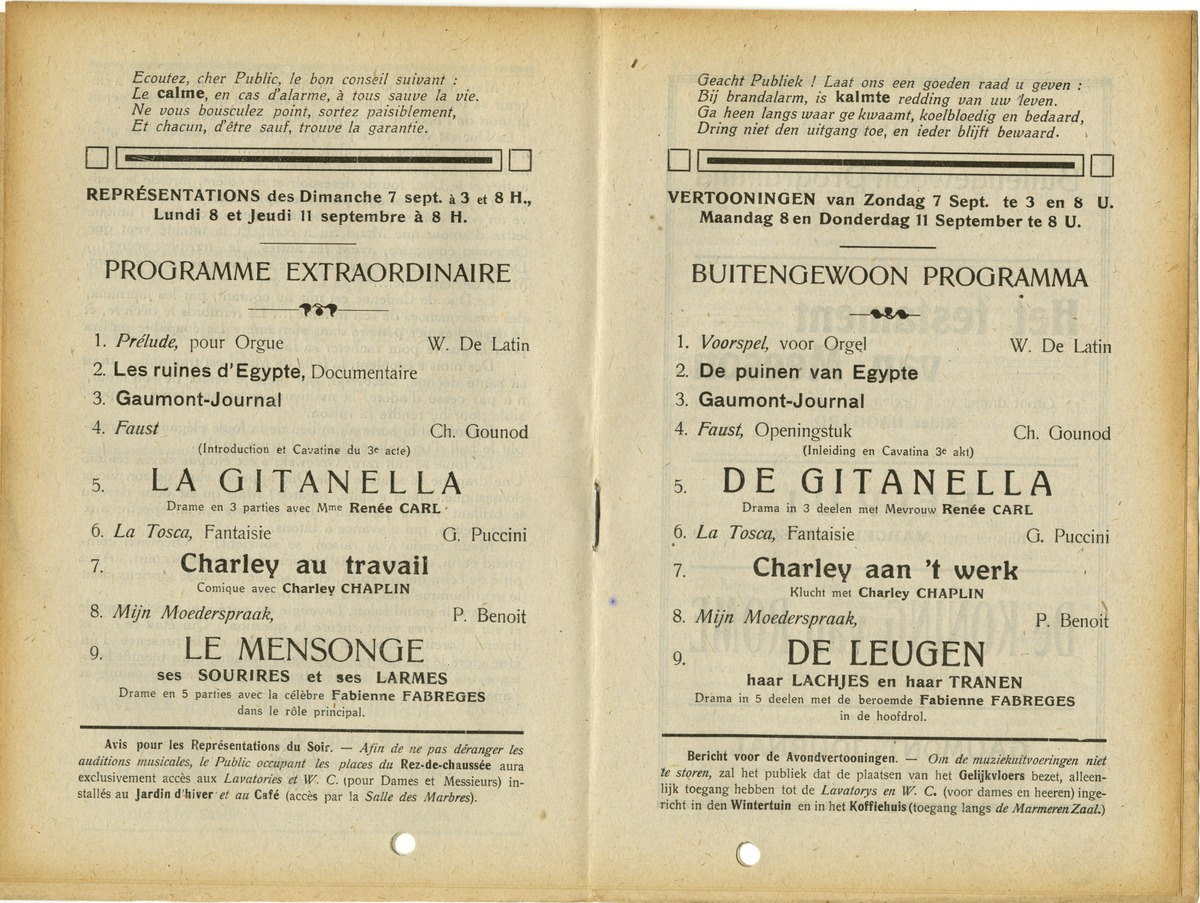 Ecoutez, cher Public, le bon conseil suivant :
Le calme, en cas d'alarme, à tous sauve la vie.
Ne vous bousculez point, sortez paisiblement,
Et chacun, d'être sauf, trouve la garantie.
REPRÉSENTATIONS des Dimanche 7 sept. à 3 et 8 H.,
Lundi 8 et Jeudi 11 septembre à 8 H.
PROGRAMME EXTRAORDINAIRE
1. Prélude, pour Orgue W. De Latin
2. Les ruines d'Egypte, Documentaire
3. Gaumont-Journal
4. Faust Ch. Gounod
(Introduction et Cavatine du 3e acte)
5. LA GITANELLA
Drame en 3 parties avec Mme Renée CARL
6. La Tosca, Fantaisie G. Puccini
7. Charley au travail
Comique avec Charley CHAPLIN
8. Mijn Moederspraak, P. Benoit
9. LE MENSONGE
ses SOURIRES et ses LARMES
Drame en 5 parties avec la célèbre Fabienne FABREGES
dans le rôle principal.
Avis pour les Représentations du Soir. — Afin de ne pas déranger les
auditions musicales, le Public occupant les places du Rez-de-chaussée aura
exclusivement accès aux Lavatories et W. C. (pour Dames et Messieurs) in-
stallés au Jardin d'hiver et au Café (accès par la Salle des Marbres).
Geacht Publiek ! Laat ons een goeden raad u geven :
Bij brandalarm, is kalmte redding van uw leven.
Ga heen langs waar ge kwaamt, koelbloedig en bedaard,
Dring niet den uitgang toe, en ieder blijft bewaard.
VERTOONINGEN van Zondag 7 Sept. te 3 en 8 U.
Maandag 8 en Donderdag 11 September te 8 U.
BUITENGEWOON PROGRAMMA
1. Voorspel, voor Orgel W. De Latin
2. De puinen van Egypte
3. Gaumont-Journal
4. Faust, Openingstuk Ch. Gounod
(Inleiding en Cavatina 3e akt)
5. DE GITANELLA
Drama in 3 deelen met Mevrouw Renée CARL
6. La Tosca, Fantaisie G. Puccini
7. Charley aan 't werk
Klucht met Charley CHAPLIN
8. Mijn Moederspraak, P. Benoit
9. DE LEUGEN
haar LACHJES en haar TRANEN
Drama in 5 deelen met de beroemde Fabienne FABREGES
in de hoofdrol.
Bericht voor de Avondvertooningen. — Om de muziekuitvoeringen niet
te storen, zal het publiek dat de plaatsen van het Gelijkvloers bezet, alleen-
lijk toegang hebben tot de Lavatorys en W. C. (voor dames en heeren) inge-
richt in den Wintertuin en in het Koffiehuis (toegang langs de Marmeren Zaal.)